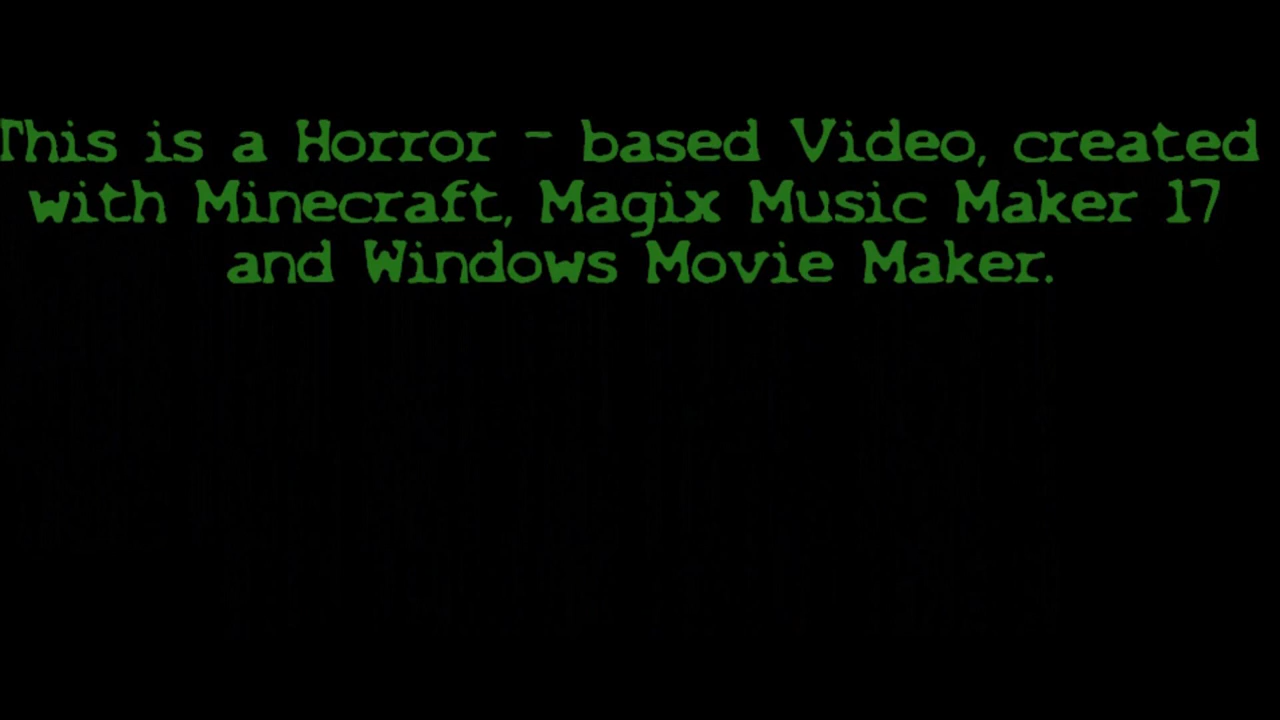 This is a Horror - based Video, created
with Minecraft, Magix Music Maker 17
and Windows Movie Maker.